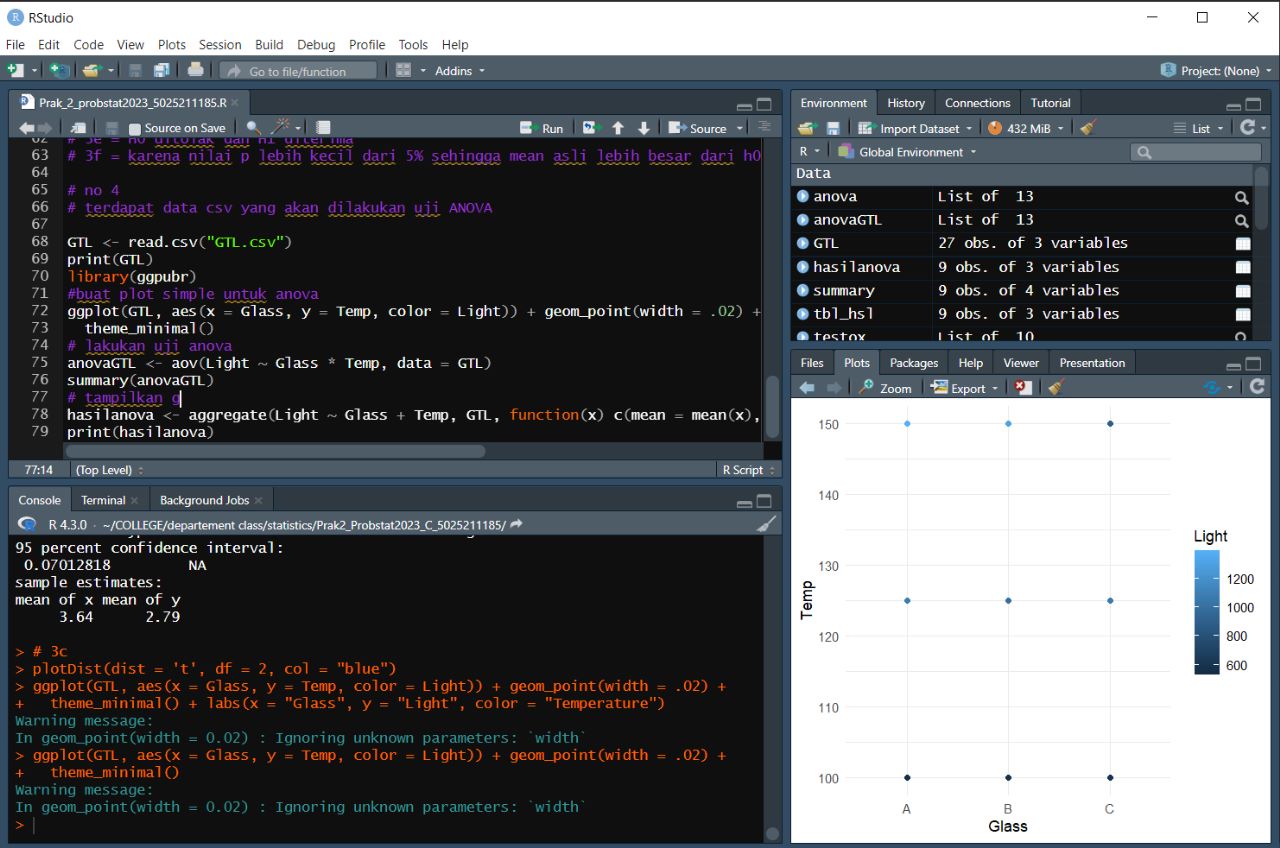 RStudio
File Edit Code View Plots Session Build Debug Profile Tools Help
Go to file/function Addins Project: (None)
Prak_2_probstat2023_5025211185.R
Source on Save Run Source
62 # 3e = H0 ditolak dan H1 diterima
63 # 3f = karena nilai p lebih kecil dari 5% sehingga mean asli lebih besar dari h0
64
65 # no 4
66 # terdapat data csv yang akan dilakukan uji ANOVA
67
68 GTL <- read.csv("GTL.csv")
69 print(GTL)
70 library(ggpubr)
71 #buat plot simple untuk anova
72 ggplot(GTL, aes(x = Glass, y = Temp, color = Light)) + geom_point(width = .02) +
73 theme_minimal()
74 # lakukan uji anova
75 anovaGTL <- aov(Light ~ Glass * Temp, data = GTL)
76 summary(anovaGTL)
77 # tampilkan g
78 hasilanova <- aggregate(Light ~ Glass + Temp, GTL, function(x) c(mean = mean(x),
79 print(hasilanova)
77:14 (Top Level) R Script
Console Terminal Background Jobs
R 4.3.0 · ~/COLLEGE/departement class/statistics/Prak2_Probstat2023_C_5025211185/
95 percent confidence interval:
0.07012818 NA
sample estimates:
mean of x mean of y
3.64 2.79
> # 3c
> plotDist(dist = 't', df = 2, col = "blue")
> ggplot(GTL, aes(x = Glass, y = Temp, color = Light)) + geom_point(width = .02) +
+ theme_minimal() + labs(x = "Glass", y = "Light", color = "Temperature")
Warning message:
In geom_point(width = 0.02) : Ignoring unknown parameters: `width`
> ggplot(GTL, aes(x = Glass, y = Temp, color = Light)) + geom_point(width = .02) +
+ theme_minimal()
Warning message:
In geom_point(width = 0.02) : Ignoring unknown parameters: `width`
>
Environment History Connections Tutorial
Import Dataset 432 MiB List
R Global Environment
Data
anova List of 13
anovaGTL List of 13
GTL 27 obs. of 3 variables
hasilanova 9 obs. of 3 variables
summary 9 obs. of 4 variables
tbl_hsl 9 obs. of 3 variables
testox List of 10
Files Plots Packages Help Viewer Presentation
Zoom Export
150
140
130
120
110
100
Temp
A B C
Glass
Light
1200
1000
800
600